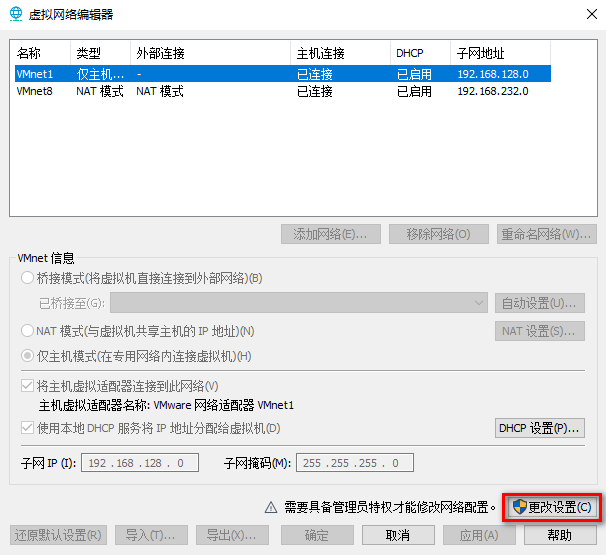 虚拟网络编辑器
名称 类型 外部连接 主机连接 DHCP 子网地址
VMnet1 仅主机... - 已连接 已启用 192.168.128.0
VMnet8 NAT 模式 NAT 模式 已连接 已启用 192.168.232.0
添加网络(E)... 移除网络(O) 重命名网络(W)...
VMnet 信息
桥接模式(将虚拟机直接连接到外部网络)(B)
已桥接至(G): 自动设置(U)...
NAT 模式(与虚拟机共享主机的 IP 地址)(N) NAT 设置(S)...
仅主机模式(在专用网络内连接虚拟机)(H)
将主机虚拟适配器连接到此网络(V)
主机虚拟适配器名称: VMware 网络适配器 VMnet1
使用本地 DHCP 服务将 IP 地址分配给虚拟机(D) DHCP 设置(P)...
子网 IP (I): 192 . 168 . 128 . 0 子网掩码(M): 255 . 255 . 255 . 0
需要具备管理员特权才能修改网络配置。 更改设置(C)
还原默认设置(R) 导入(T)... 导出(X)... 确定 取消 应用(A) 帮助